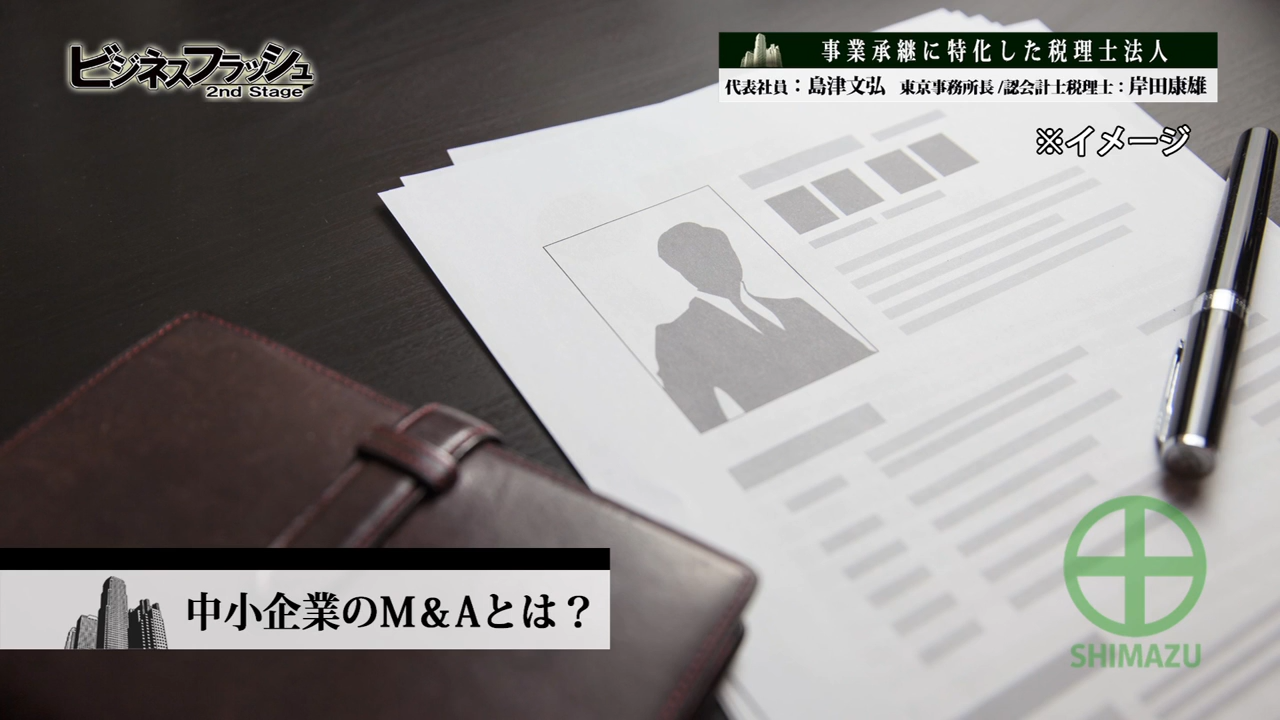 ビジネスフラッシュ
2nd Stage
事業承継に特化した税理士法人
代表社員：島津文弘 東京事務所長/認会計士税理士：岸田康雄
※イメージ
中小企業のM&Aとは？
SHIMAZU